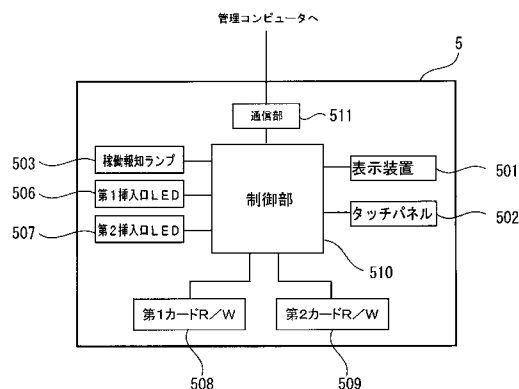 管理コンピュータへ
5
通信部
511
稼働報知ランプ
503
表示装置
501
第1挿入口LED
506
制御部
タッチパネル
502
第2挿入口LED
507
510
第1カードR/W
第2カードR/W
508
509